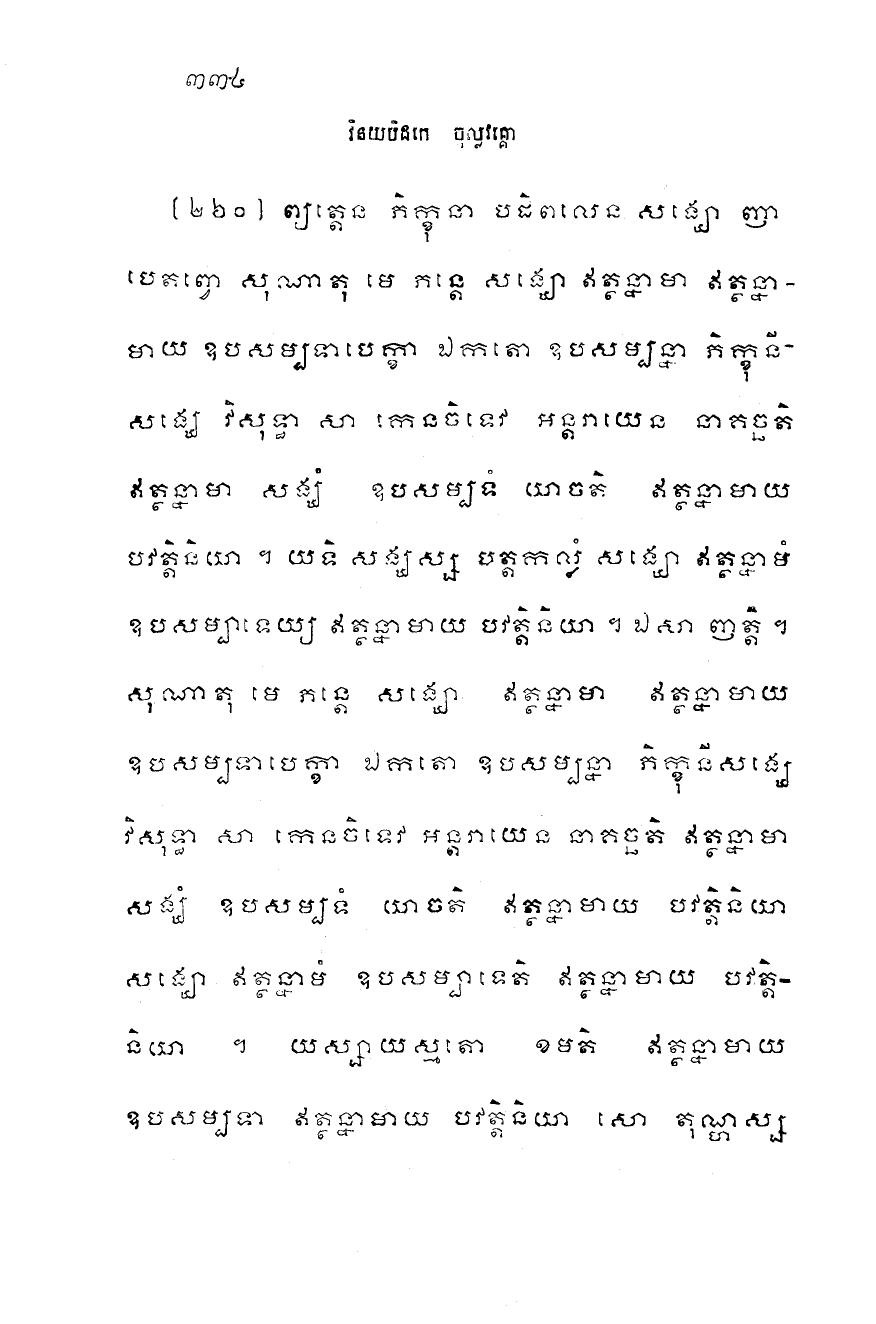 ៣៣៤
វិនយបិដកេ ចុល្លវគ្គោ
[២៦០] ព្យត្តេន ភិក្ខុនា បដិពលេន សង្ឃោ ញា
បេតព្វោ សុណាតុ មេ ភន្តេ សង្ឃោ ឥត្ថន្នាមា ឥត្ថន្នា-
មាយ ឧបសម្បទាបេក្ខា ឯកតោ ឧបសម្បន្នា ភិក្ខុនី-
សង្ឃេ វិសុទ្ធា សា កេនចិទេវ អន្តរាយេន នាគច្ឆតិ
ឥត្ថន្នាមា សង្ឃំ ឧបសម្បទំ យាចតិ ឥត្ថន្នាមាយ
បវត្តិនិយា ។ យទិ សង្ឃស្ស បត្តកល្លំ សង្ឃោ ឥត្ថន្នាមំ
ឧបសម្បាទេយ្យ ឥត្ថន្នាមាយ បវត្តិនិយា ។ ឯសា ញត្តិ ។
សុណាតុ មេ ភន្តេ សង្ឃោ ឥត្ថន្នាមា ឥត្ថន្នាមាយ
ឧបសម្បទាបេក្ខា ឯកតោ ឧបសម្បន្នា ភិក្ខុនីសង្ឃេ
វិសុទ្ធា សា កេនចិទេវ អន្តរាយេន នាគច្ឆតិ ឥត្ថន្នាមា
សង្ឃំ ឧបសម្បទំ យាចតិ ឥត្ថន្នាមាយ បវត្តិនិយា
សង្ឃោ ឥត្ថន្នាមំ ឧបសម្បាទេតិ ឥត្ថន្នាមាយ បវត្តិ-
និយា ។ យស្សាយស្មតោ ខមតិ ឥត្ថន្នាមាយ
ឧបសម្បទា ឥត្ថន្នាមាយ បវត្តិនិយា សោ តុណ្ហស្ស